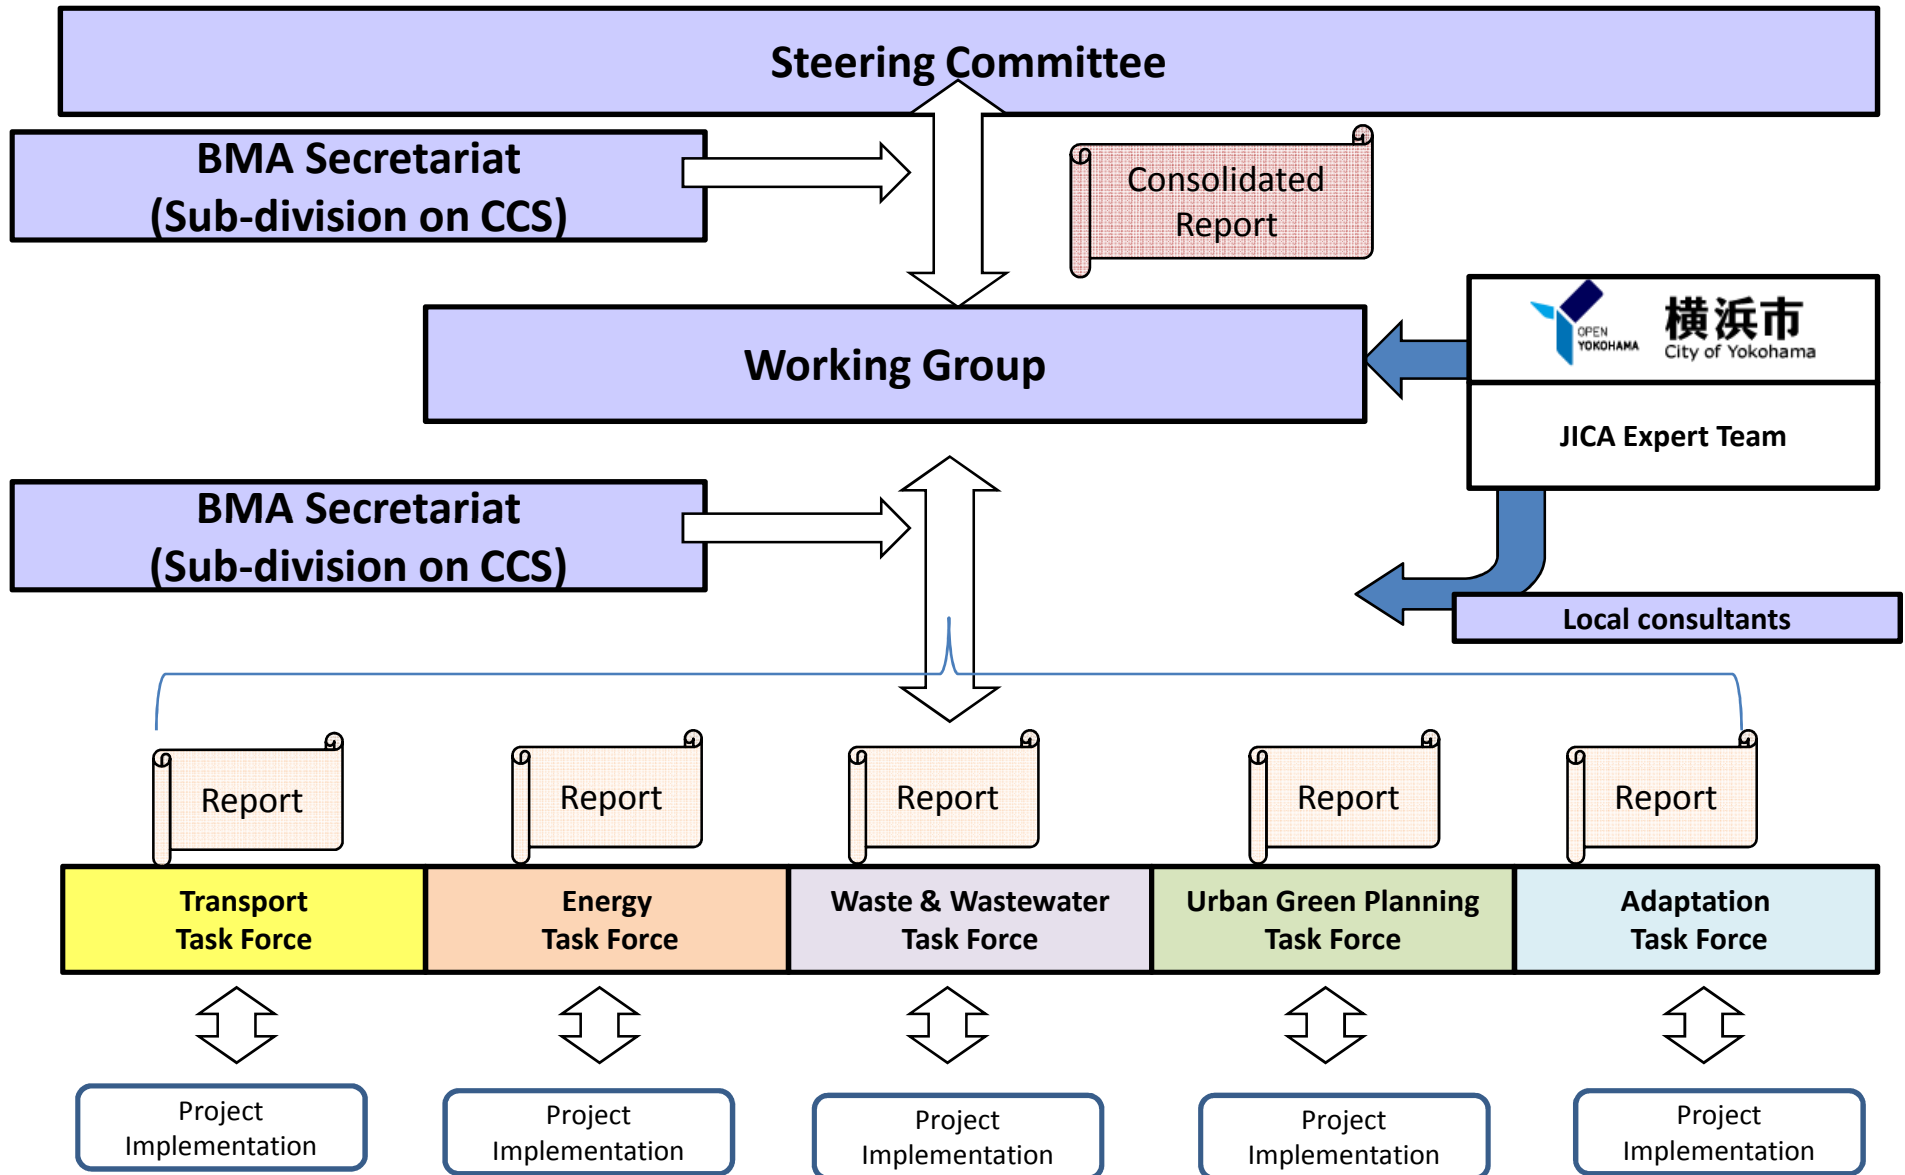 Steering Committee
BMA Secretariat
(Sub-division on CCS)
Consolidated
Report
OPEN
YOKOHAMA
横浜市
City of Yokohama
Working Group
JICA Expert Team
BMA Secretariat
(Sub-division on CCS)
Local consultants
Report
Report
Report
Report
Report
Transport
Task Force
Energy
Task Force
Waste & Wastewater
Task Force
Urban Green Planning
Task Force
Adaptation
Task Force
Project
Implementation
Project
Implementation
Project
Implementation
Project
Implementation
Project
Implementation